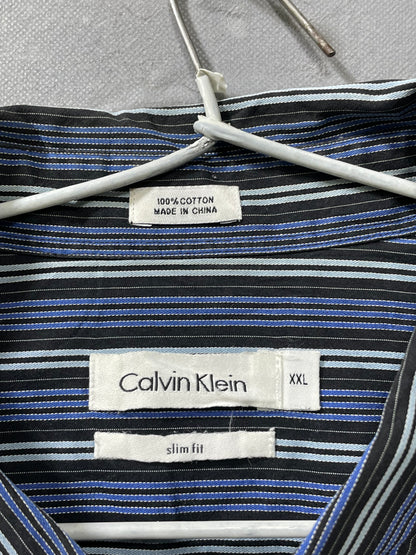 100% COTTON
MADE IN CHINA
Calvin Klein XXL
slim fit